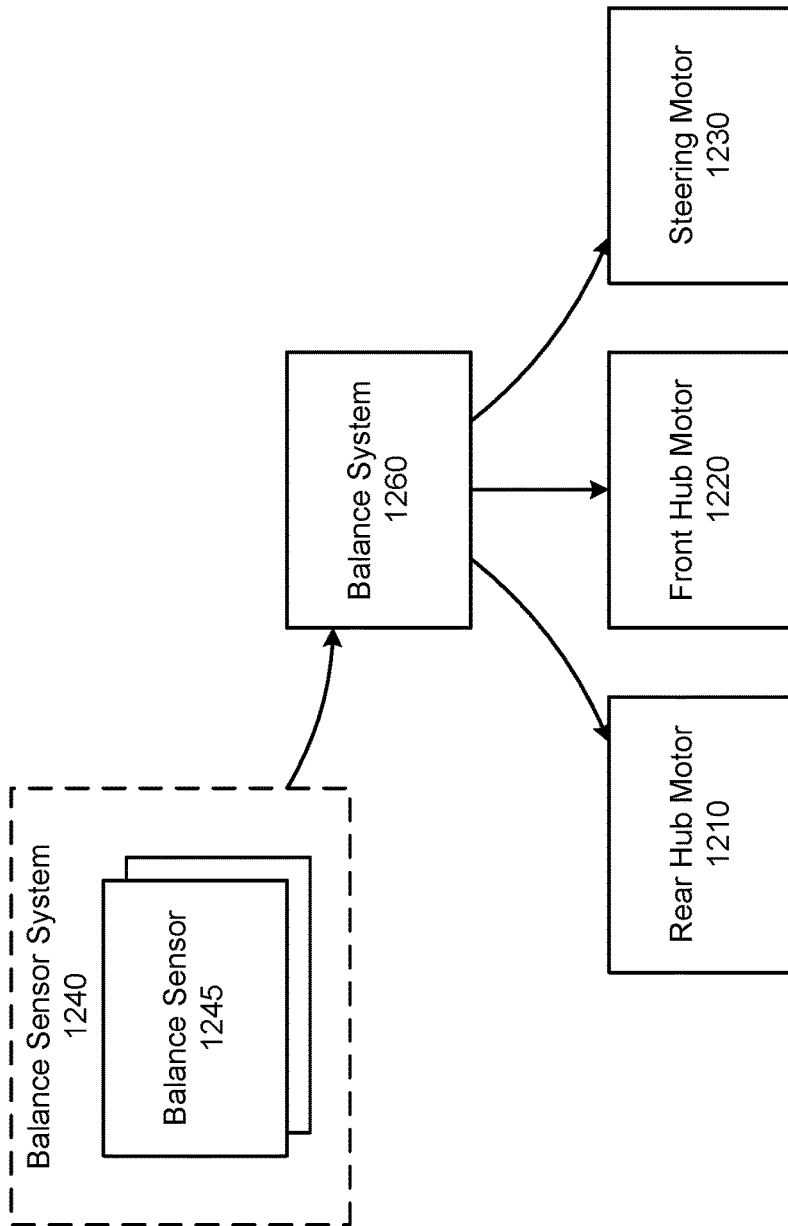 Balance Sensor System
1240
Balance Sensor
1245
Balance System
1260
Rear Hub Motor
1210
Front Hub Motor
1220
Steering Motor
1230